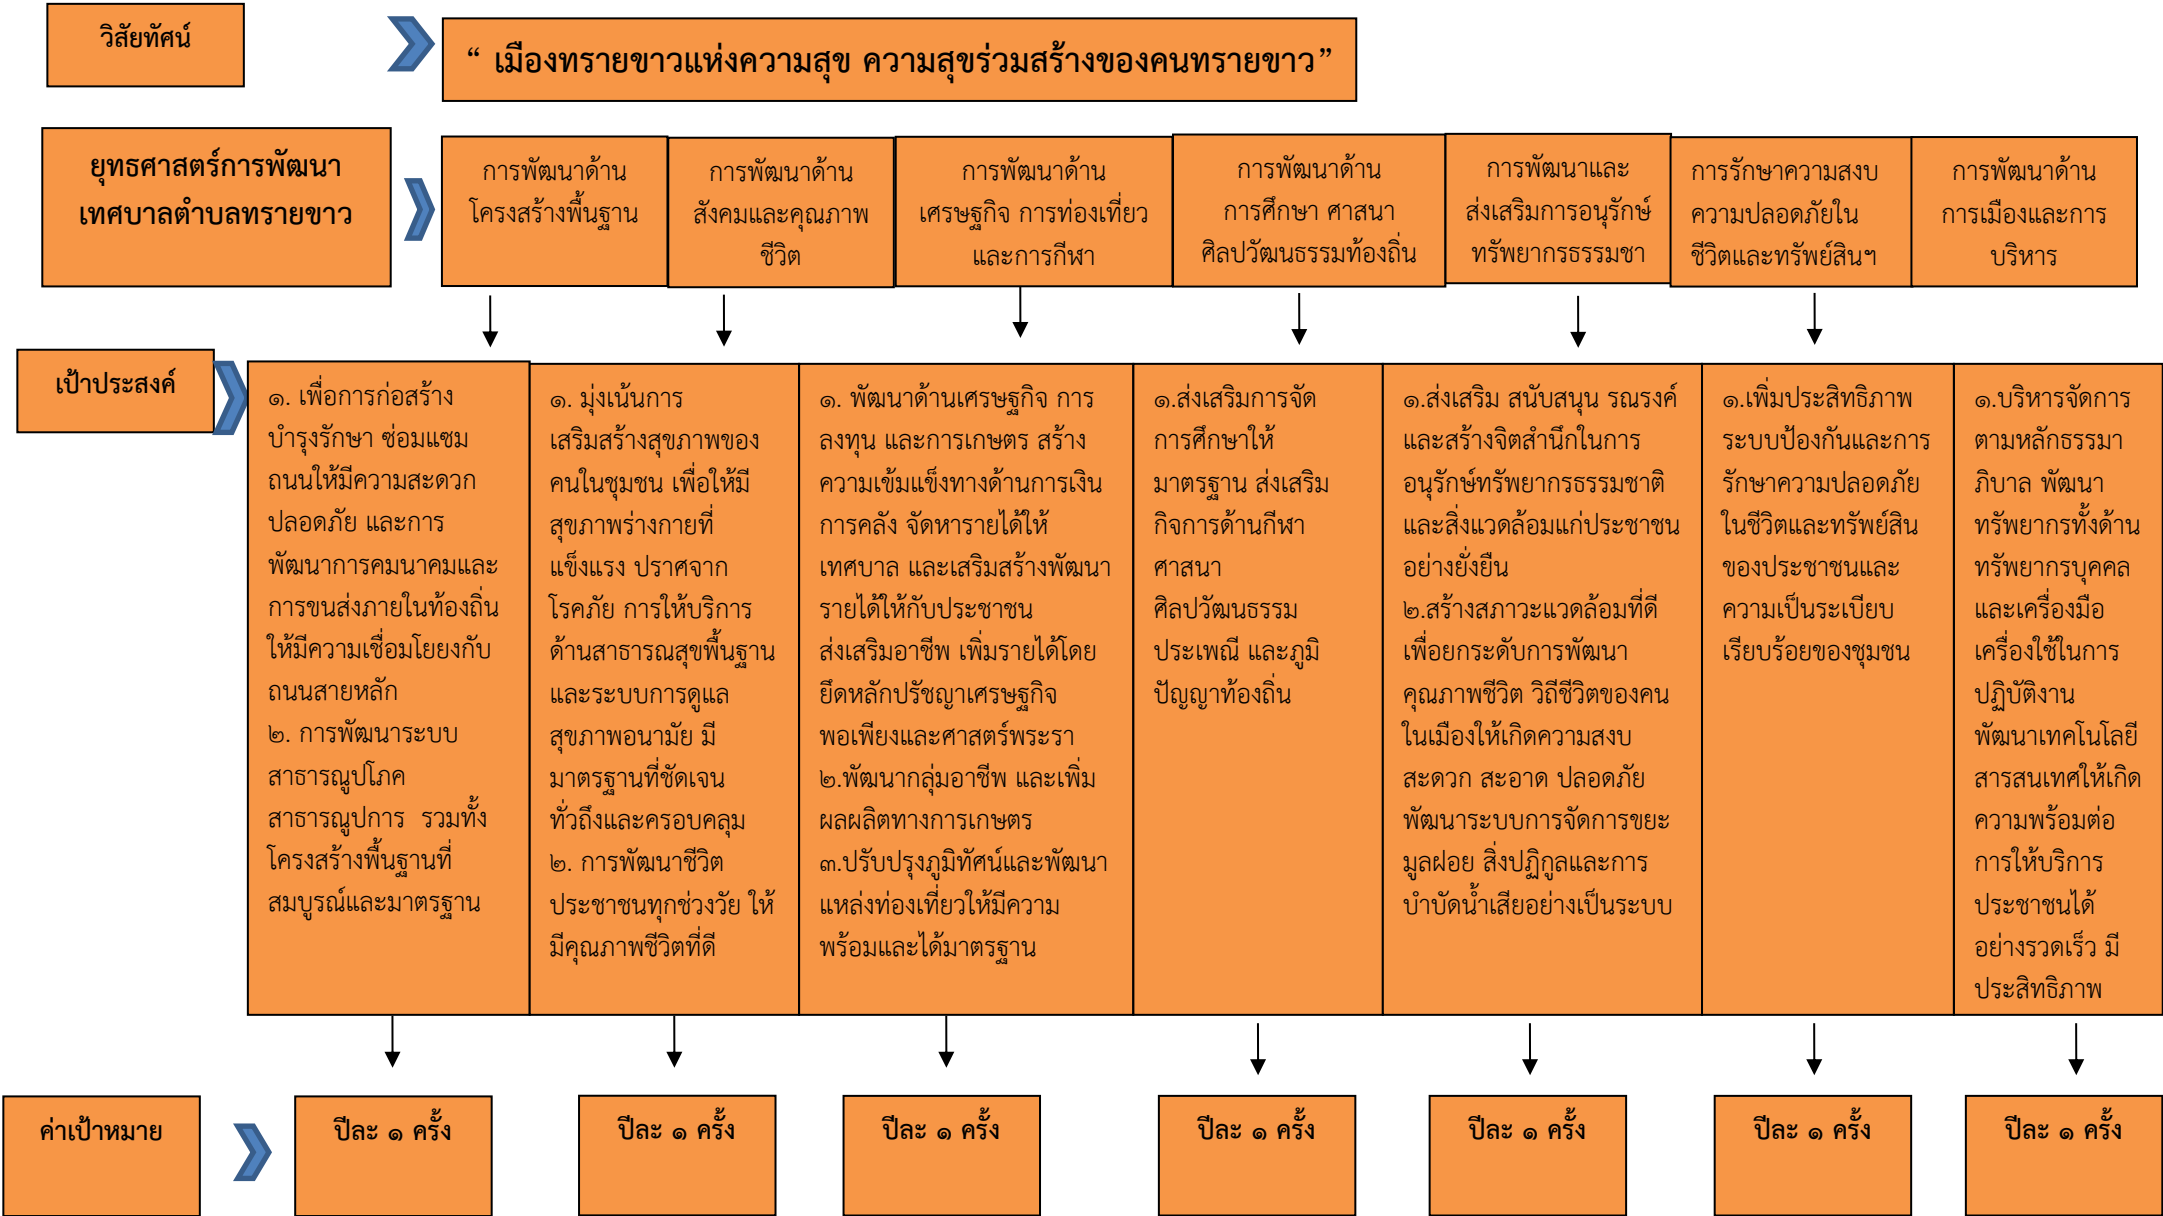 วิสัยทัศน์
“ เมืองทรายขาวแห่งความสุข ความสุขร่วมสร้างของคนทรายขาว”
ยุทธศาสตร์การพัฒนา
เทศบาลตำบลทรายขาว
การพัฒนาด้าน
โครงสร้างพื้นฐาน
การพัฒนาด้าน
สังคมและคุณภาพ
ชีวิต
การพัฒนาด้าน
เศรษฐกิจ การท่องเที่ยว
และการกีฬา
การพัฒนาด้าน
การศึกษา ศาสนา
ศิลปวัฒนธรรมท้องถิ่น
การพัฒนาและ
ส่งเสริมการอนุรักษ์
ทรัพยากรธรรมชา
การรักษาความสงบ
ความปลอดภัยใน
ชีวิตและทรัพย์สินฯ
การพัฒนาด้าน
การเมืองและการ
บริหาร
เป้าประสงค์
๑. เพื่อการก่อสร้าง
บำรุงรักษา ซ่อมแซม
ถนนให้มีความสะดวก
ปลอดภัย และการ
พัฒนาการคมนาคมและ
การขนส่งภายในท้องถิ่น
ให้มีความเชื่อมโยงกับ
ถนนสายหลัก
๒. การพัฒนาระบบ
สาธารณูปโภค
สาธารณูปการ รวมทั้ง
โครงสร้างพื้นฐานที่
สมบูรณ์และมาตรฐาน
๑. มุ่งเน้นการ
เสริมสร้างสุขภาพของ
คนในชุมชน เพื่อให้มี
สุขภาพร่างกายที่
แข็งแรง ปราศจาก
โรคภัย การให้บริการ
ด้านสาธารณสุขพื้นฐาน
และระบบการดูแล
สุขภาพอนามัย มี
มาตรฐานที่ชัดเจน
ทั่วถึงและครอบคลุม
๒. การพัฒนาชีวิต
ประชาชนทุกช่วงวัย ให้
มีคุณภาพชีวิตที่ดี
๑. พัฒนาด้านเศรษฐกิจ การ
ลงทุน และการเกษตร สร้าง
ความเข้มแข็งทางด้านการเงิน
การคลัง จัดหารายได้ให้
เทศบาล และเสริมสร้างพัฒนา
รายได้ให้กับประชาชน
ส่งเสริมอาชีพ เพิ่มรายได้โดย
ยึดหลักปรัชญาเศรษฐกิจ
พอเพียงและศาสตร์พระรา
๒.พัฒนากลุ่มอาชีพ และเพิ่ม
ผลผลิตทางการเกษตร
๓.ปรับปรุงภูมิทัศน์และพัฒนา
แหล่งท่องเที่ยวให้มีความ
พร้อมและได้มาตรฐาน
๑.ส่งเสริมการจัด
การศึกษาให้
มาตรฐาน ส่งเสริม
กิจการด้านกีฬา
ศาสนา
ศิลปวัฒนธรรม
ประเพณี และภูมิ
ปัญญาท้องถิ่น
๑.ส่งเสริม สนับสนุน รณรงค์
และสร้างจิตสำนึกในการ
อนุรักษ์ทรัพยากรธรรมชาติ
และสิ่งแวดล้อมแก่ประชาชน
อย่างยั่งยืน
๒.สร้างสภาวะแวดล้อมที่ดี
เพื่อยกระดับการพัฒนา
คุณภาพชีวิต วิถีชีวิตของคน
ในเมืองให้เกิดความสงบ
สะดวก สะอาด ปลอดภัย
พัฒนาระบบการจัดการขยะ
มูลฝอย สิ่งปฏิกูลและการ
บำบัดน้ำเสียอย่างเป็นระบบ
๑.เพิ่มประสิทธิภาพ
ระบบป้องกันและการ
รักษาความปลอดภัย
ในชีวิตและทรัพย์สิน
ของประชาชนและ
ความเป็นระเบียบ
เรียบร้อยของชุมชน
๑.บริหารจัดการ
ตามหลักธรรมา
ภิบาล พัฒนา
ทรัพยากรทั้งด้าน
ทรัพยากรบุคคล
และเครื่องมือ
เครื่องใช้ในการ
ปฏิบัติงาน
พัฒนาเทคโนโลยี
สารสนเทศให้เกิด
ความพร้อมต่อ
การให้บริการ
ประชาชนได้
อย่างรวดเร็ว มี
ประสิทธิภาพ
ค่าเป้าหมาย
ปีละ ๑ ครั้ง
ปีละ ๑ ครั้ง
ปีละ ๑ ครั้ง
ปีละ ๑ ครั้ง
ปีละ ๑ ครั้ง
ปีละ ๑ ครั้ง
ปีละ ๑ ครั้ง